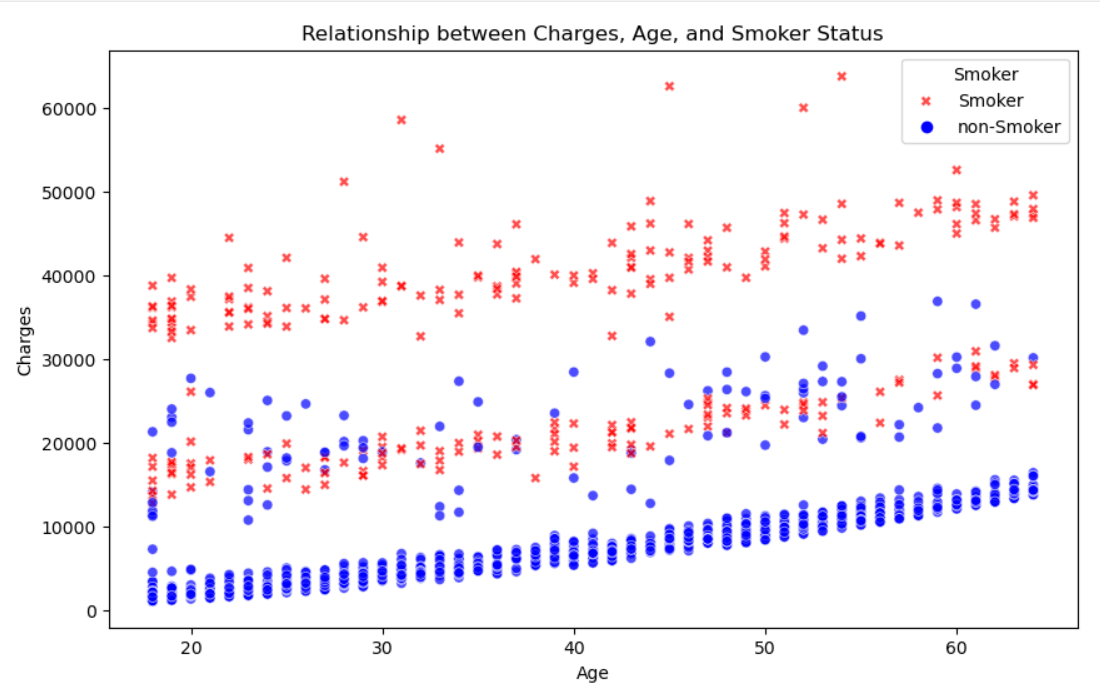 Relationship between Charges, Age, and Smoker Status
Smoker
Smoker
non-Smoker
Charges
60000
50000
40000
30000
20000
10000
0
20 30 40 50 60
Age